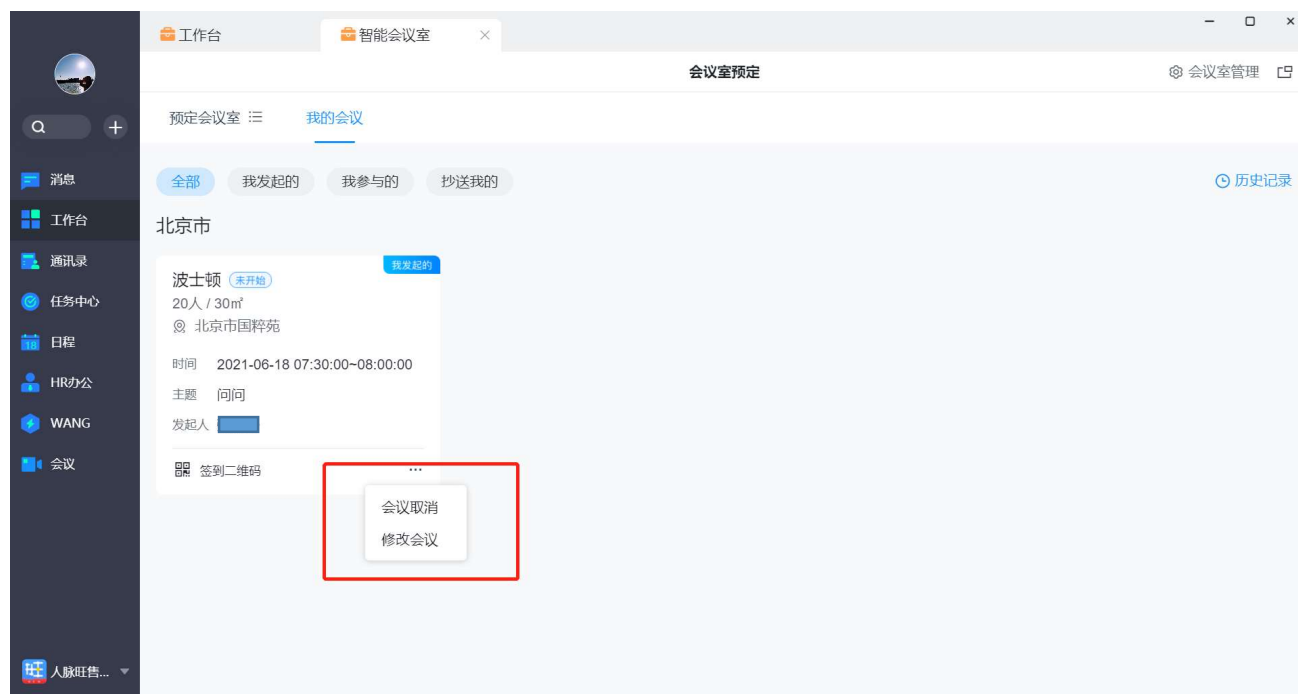 工作台
智能会议室
会议室预定
会议室管理
预定会议室
我的会议
全部
我发起的
我参与的
抄送我的
历史记录
北京市
我发起的
波士顿
未开始
20人 / 30㎡
北京市国粹苑
时间 2021-06-18 07:30:00~08:00:00
主题 问问
发起人
签到二维码
...
会议取消
修改会议
消息
工作台
通讯录
任务中心
18
日程
HR办公
WANG
会议
旺
人脉旺售...